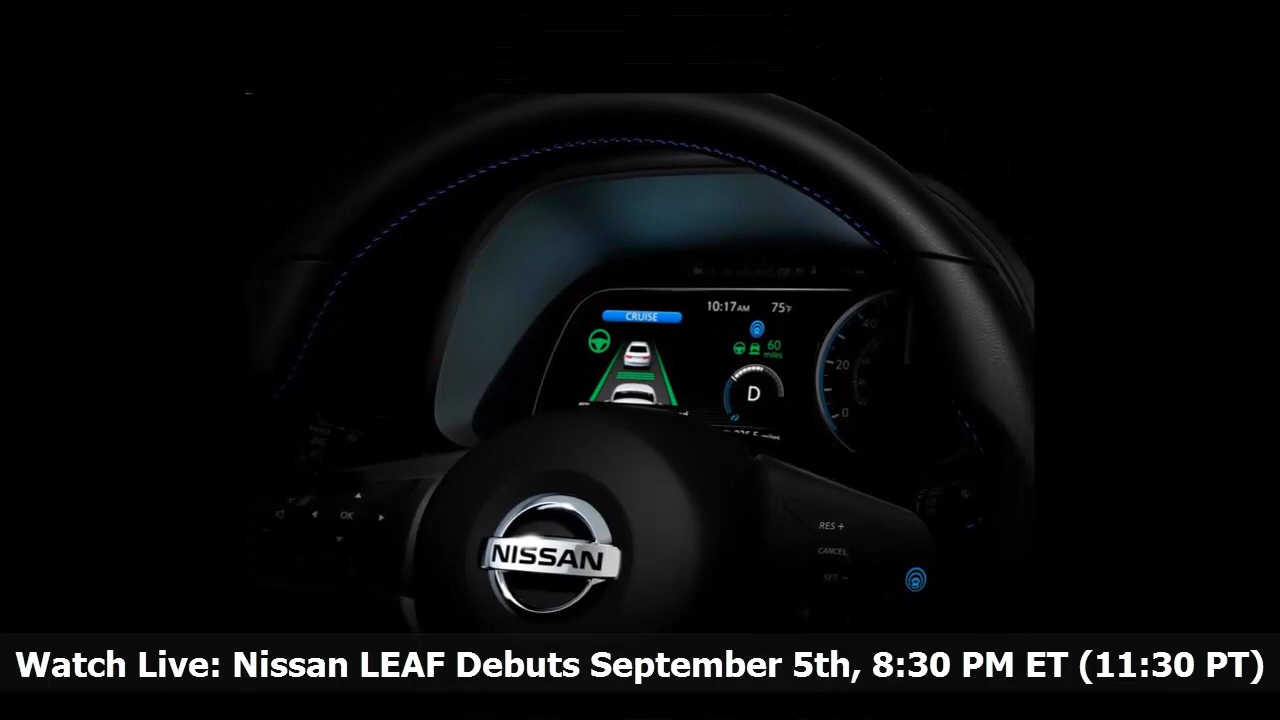 10:17AM 75°F
CRUISE
60
miles
40
20
0
D
OK
RES +
CANCEL
SET −
NISSAN
Watch Live: Nissan LEAF Debuts September 5th, 8:30 PM ET (11:30 PT)